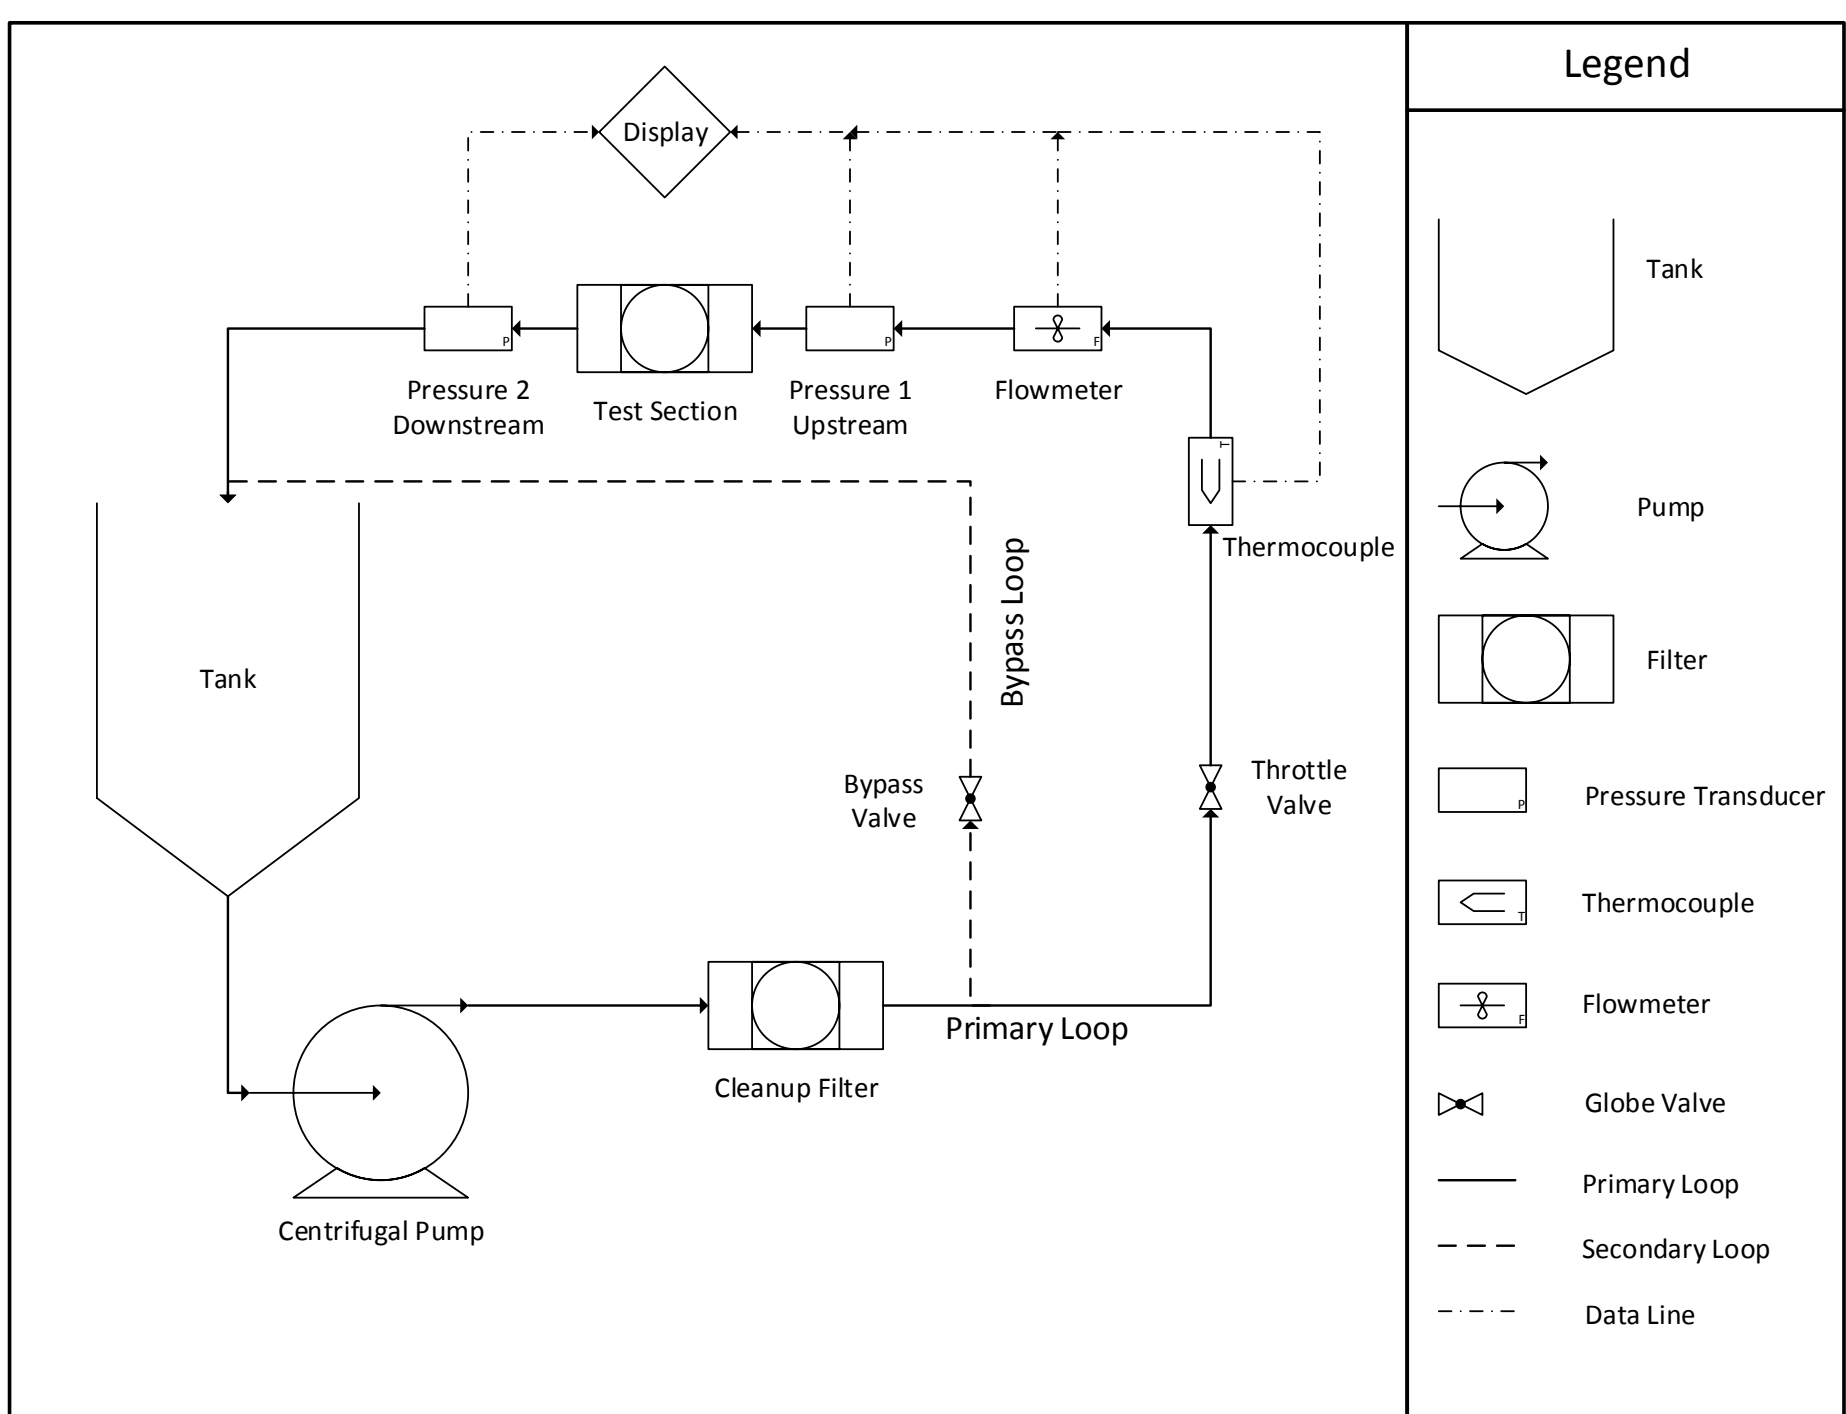 Legend
Display
Tank
P
P
F
Pressure 2
Downstream
Test Section
Pressure 1
Upstream
Flowmeter
T
Thermocouple
Pump
Bypass Loop
Filter
Tank
Bypass
Valve
Throttle
Valve
Pressure Transducer
P
Thermocouple
T
Flowmeter
F
Primary Loop
Cleanup Filter
Globe Valve
Primary Loop
Centrifugal Pump
Secondary Loop
Data Line